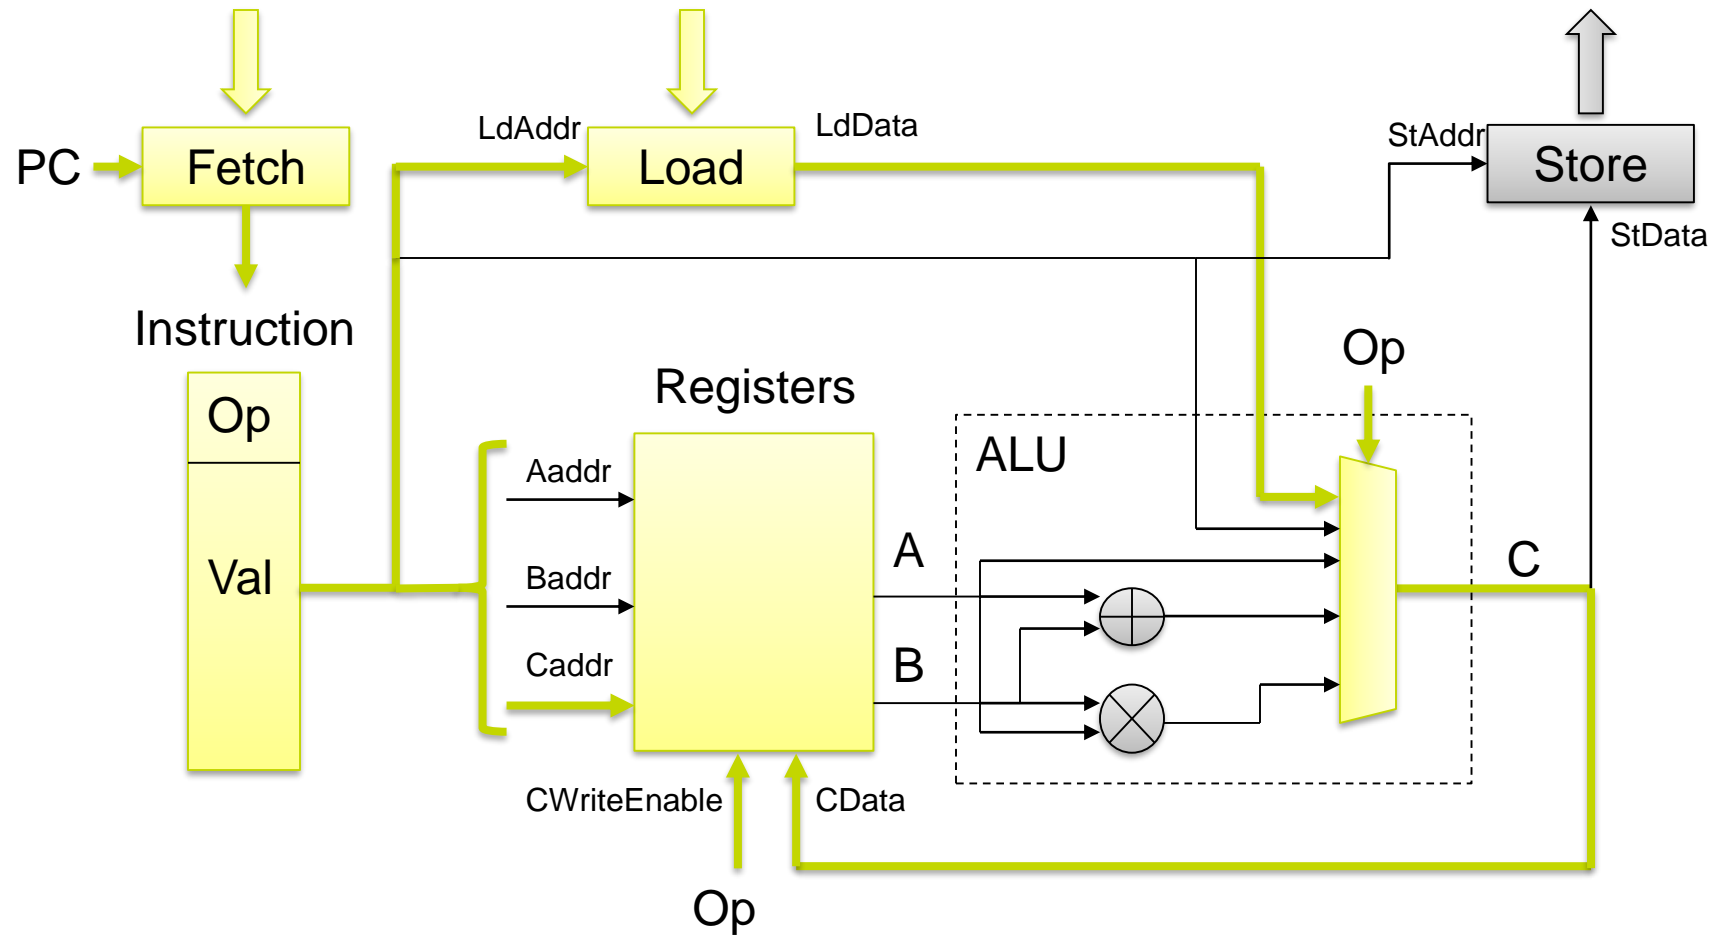 PC
Fetch
LdAddr
Load
LdData
StAddr
Store
StData
Instruction
Op
Val
Registers
Aaddr
Baddr
Caddr
CWriteEnable
CData
Op
A
B
ALU
Op
C